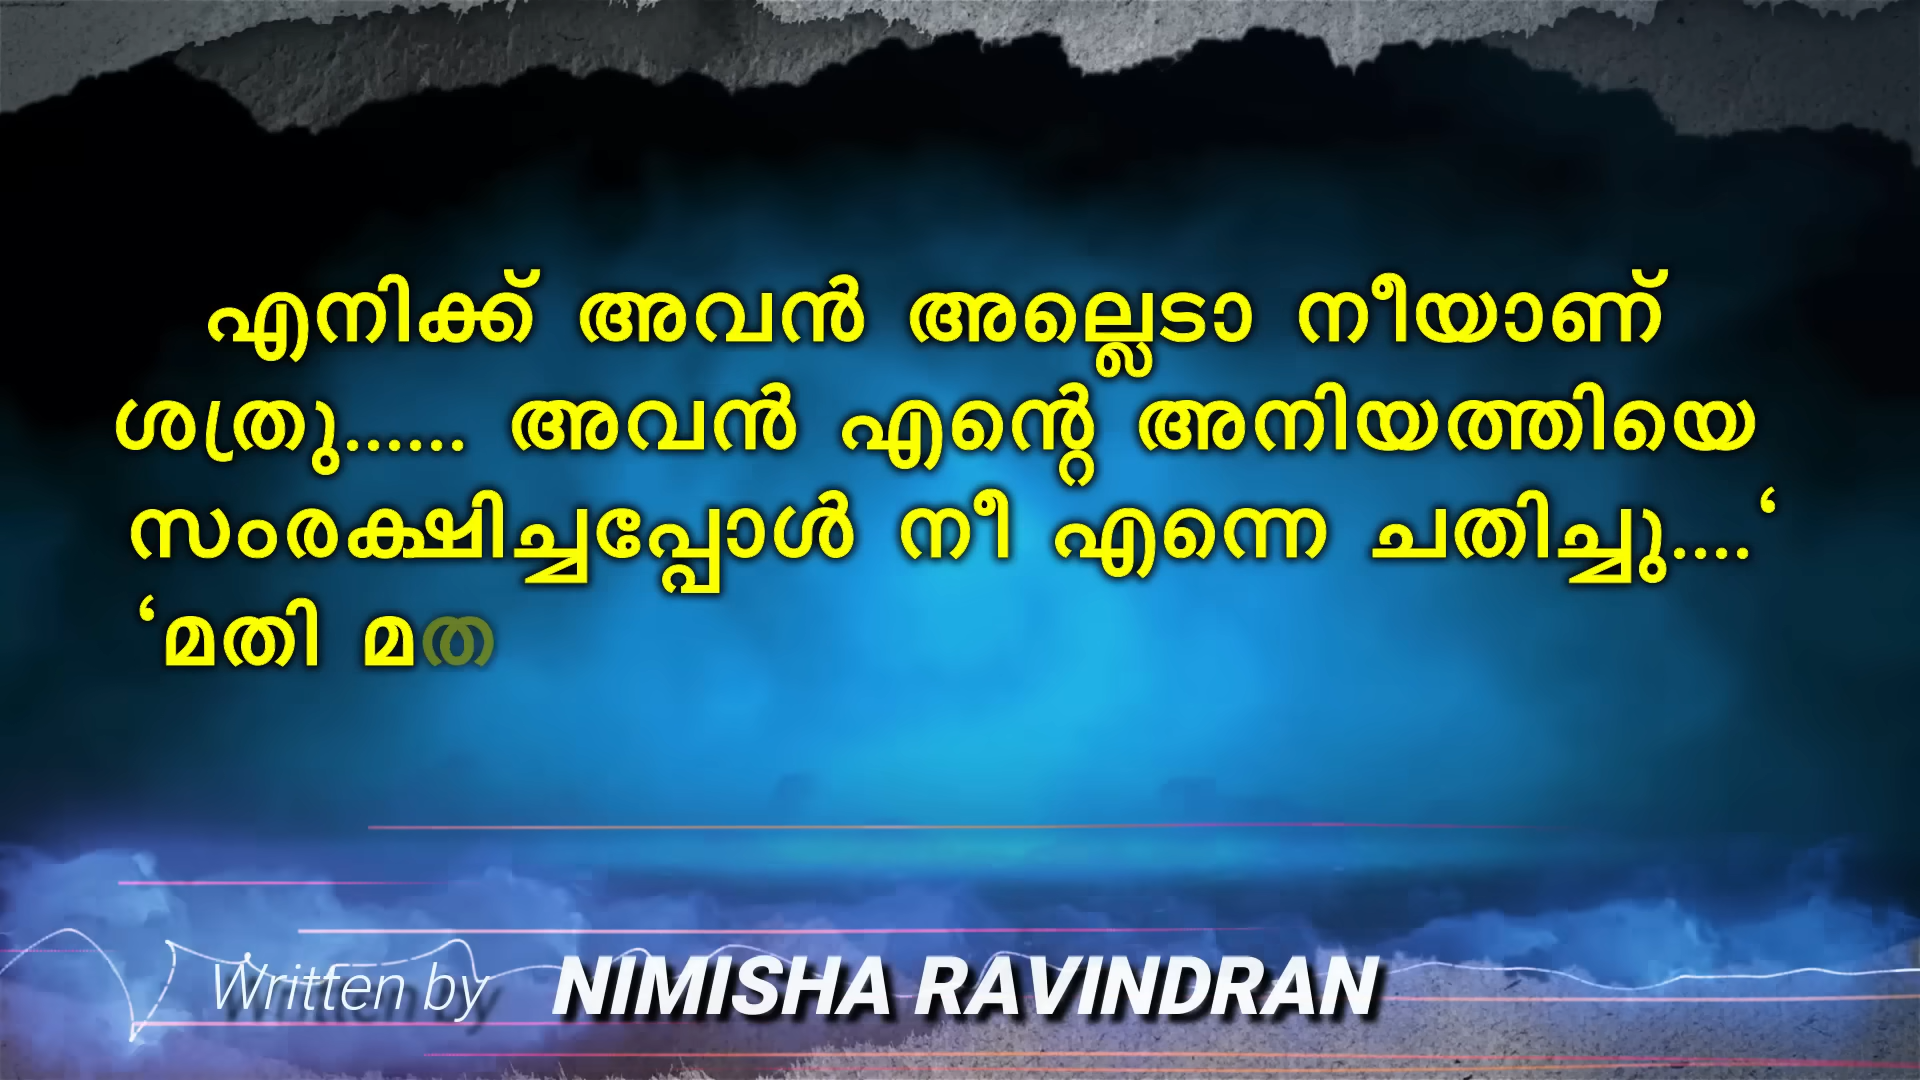 എനിക്ക് അവൻ അല്ലെടാ നീയാണ്
ശത്രു...... അവൻ എന്റെ അനിയത്തിയെ
സംരക്ഷിച്ചപ്പോൾ നീ എന്നെ ചതിച്ചു....‘
‘മതി മത
Written by NIMISHA RAVINDRAN